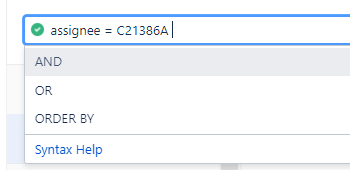 assignee = C21386A
AND
OR
ORDER BY
Syntax Help